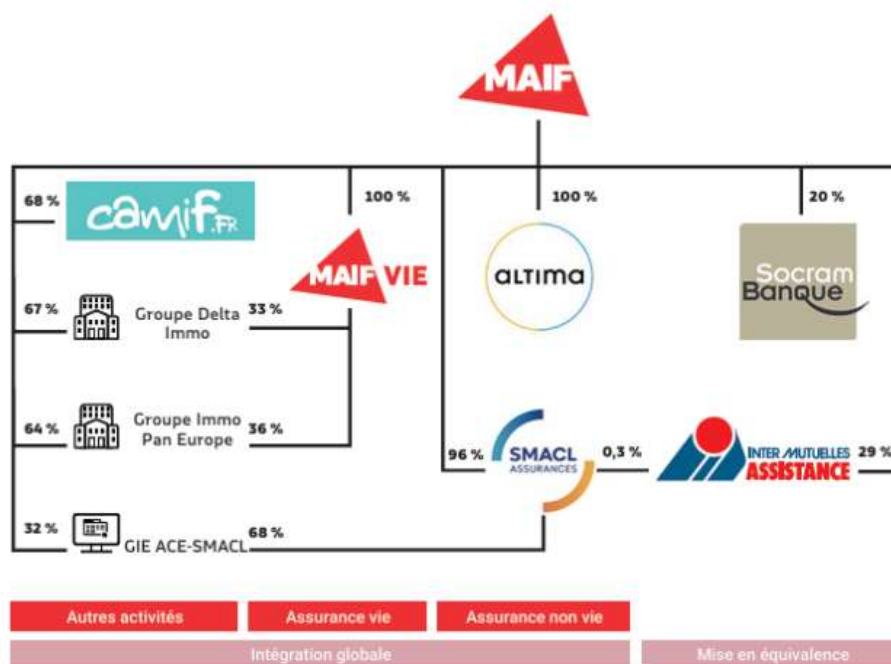 MAIF
68 %
camif.FR
100 %
100 %
20 %
MAIF VIE
ALTIMA
Socram
Banque
67 %
Groupe Delta
Immo
33 %
64 %
Groupe Immo
Pan Europe
36 %
96 %
SMACL
ASSURANCES
0,3 %
INTER MUTUELLES
ASSISTANCE
29 %
32 %
GIE ACE-SMACL
68 %
Autres activités
Assurance vie
Assurance non vie
Intégration globale
Mise en équivalence